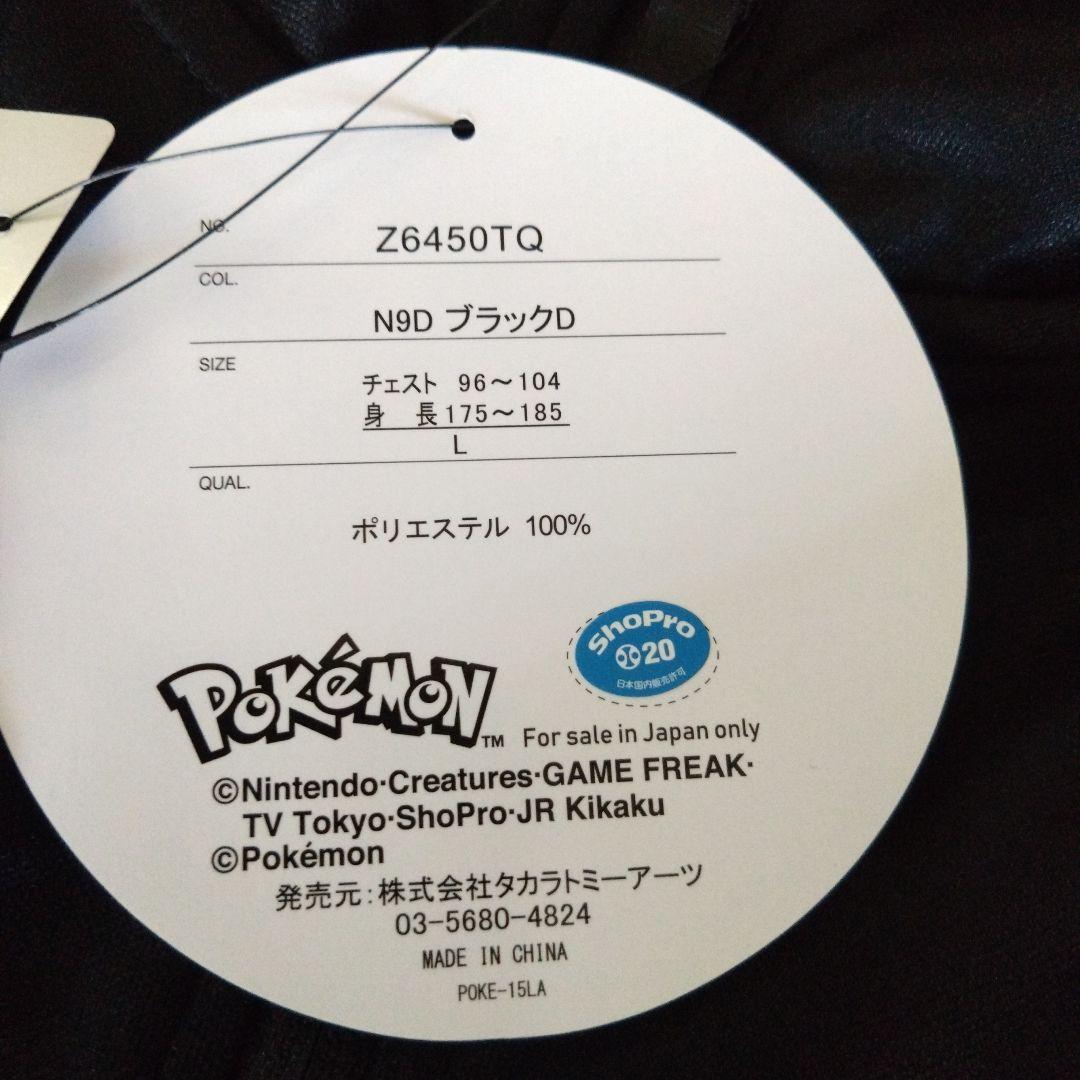 NO.
Z6450TQ
COL.
N9D ブラックD
SIZE
チェスト 96～104
身 長175～185
L
QUAL.
ポリエステル 100%
ShoPro
20
日本国内販売許可
POKéMON
TM For sale in Japan only
©Nintendo·Creatures·GAME FREAK·
TV Tokyo·ShoPro·JR Kikaku
©Pokémon
発売元：株式会社タカラトミーアーツ
03-5680-4824
MADE IN CHINA
POKE-15LA